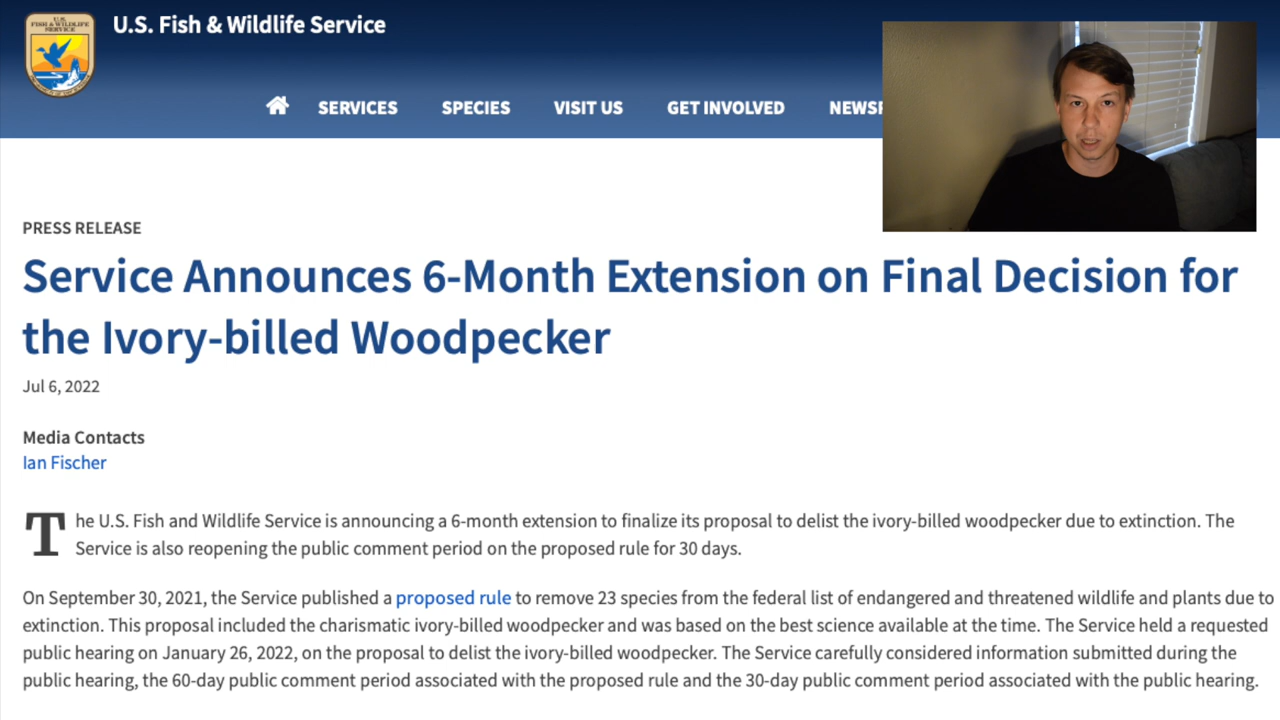 U.S.
FISH & WILDLIFE
SERVICE
U.S. Fish & Wildlife Service
SERVICES SPECIES VISIT US GET INVOLVED NEWS
PRESS RELEASE
Service Announces 6-Month Extension on Final Decision for
the Ivory-billed Woodpecker
Jul 6, 2022
Media Contacts
Ian Fischer
The U.S. Fish and Wildlife Service is announcing a 6-month extension to finalize its proposal to delist the ivory-billed woodpecker due to extinction. The
Service is also reopening the public comment period on the proposed rule for 30 days.
On September 30, 2021, the Service published a proposed rule to remove 23 species from the federal list of endangered and threatened wildlife and plants due to
extinction. This proposal included the charismatic ivory-billed woodpecker and was based on the best science available at the time. The Service held a requested
public hearing on January 26, 2022, on the proposal to delist the ivory-billed woodpecker. The Service carefully considered information submitted during the
public hearing, the 60-day public comment period associated with the proposed rule and the 30-day public comment period associated with the public hearing.